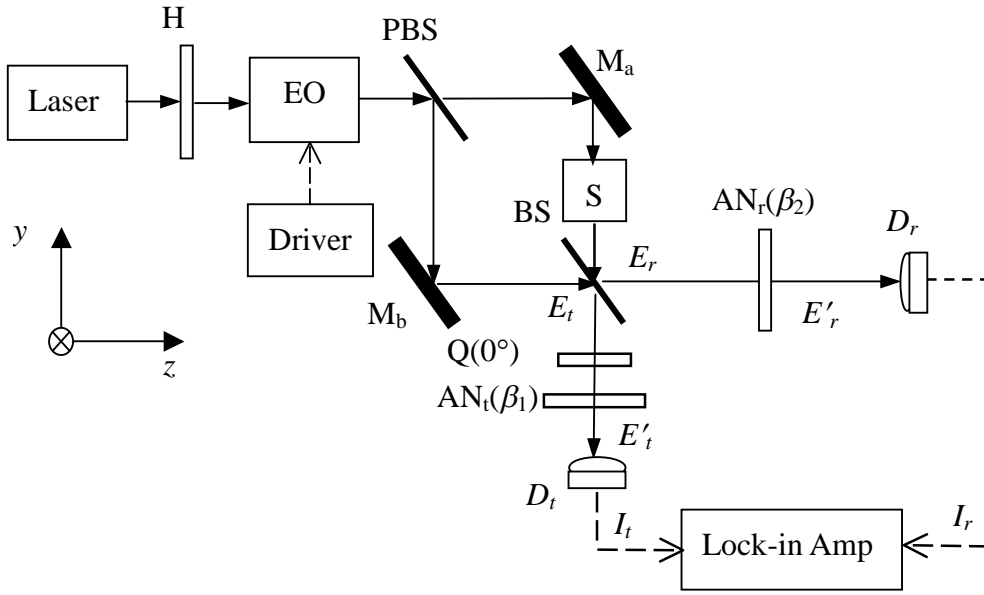 H
PBS
Mₐ
Laser
EO
S
BS
ANᵣ(β₂)
Dᵣ
Driver
y
Eᵣ
Eₜ
E′ᵣ
M_b
z
Q(0°)
ANₜ(β₁)
E′ₜ
Dₜ
Iₜ
Lock-in Amp
Iᵣ